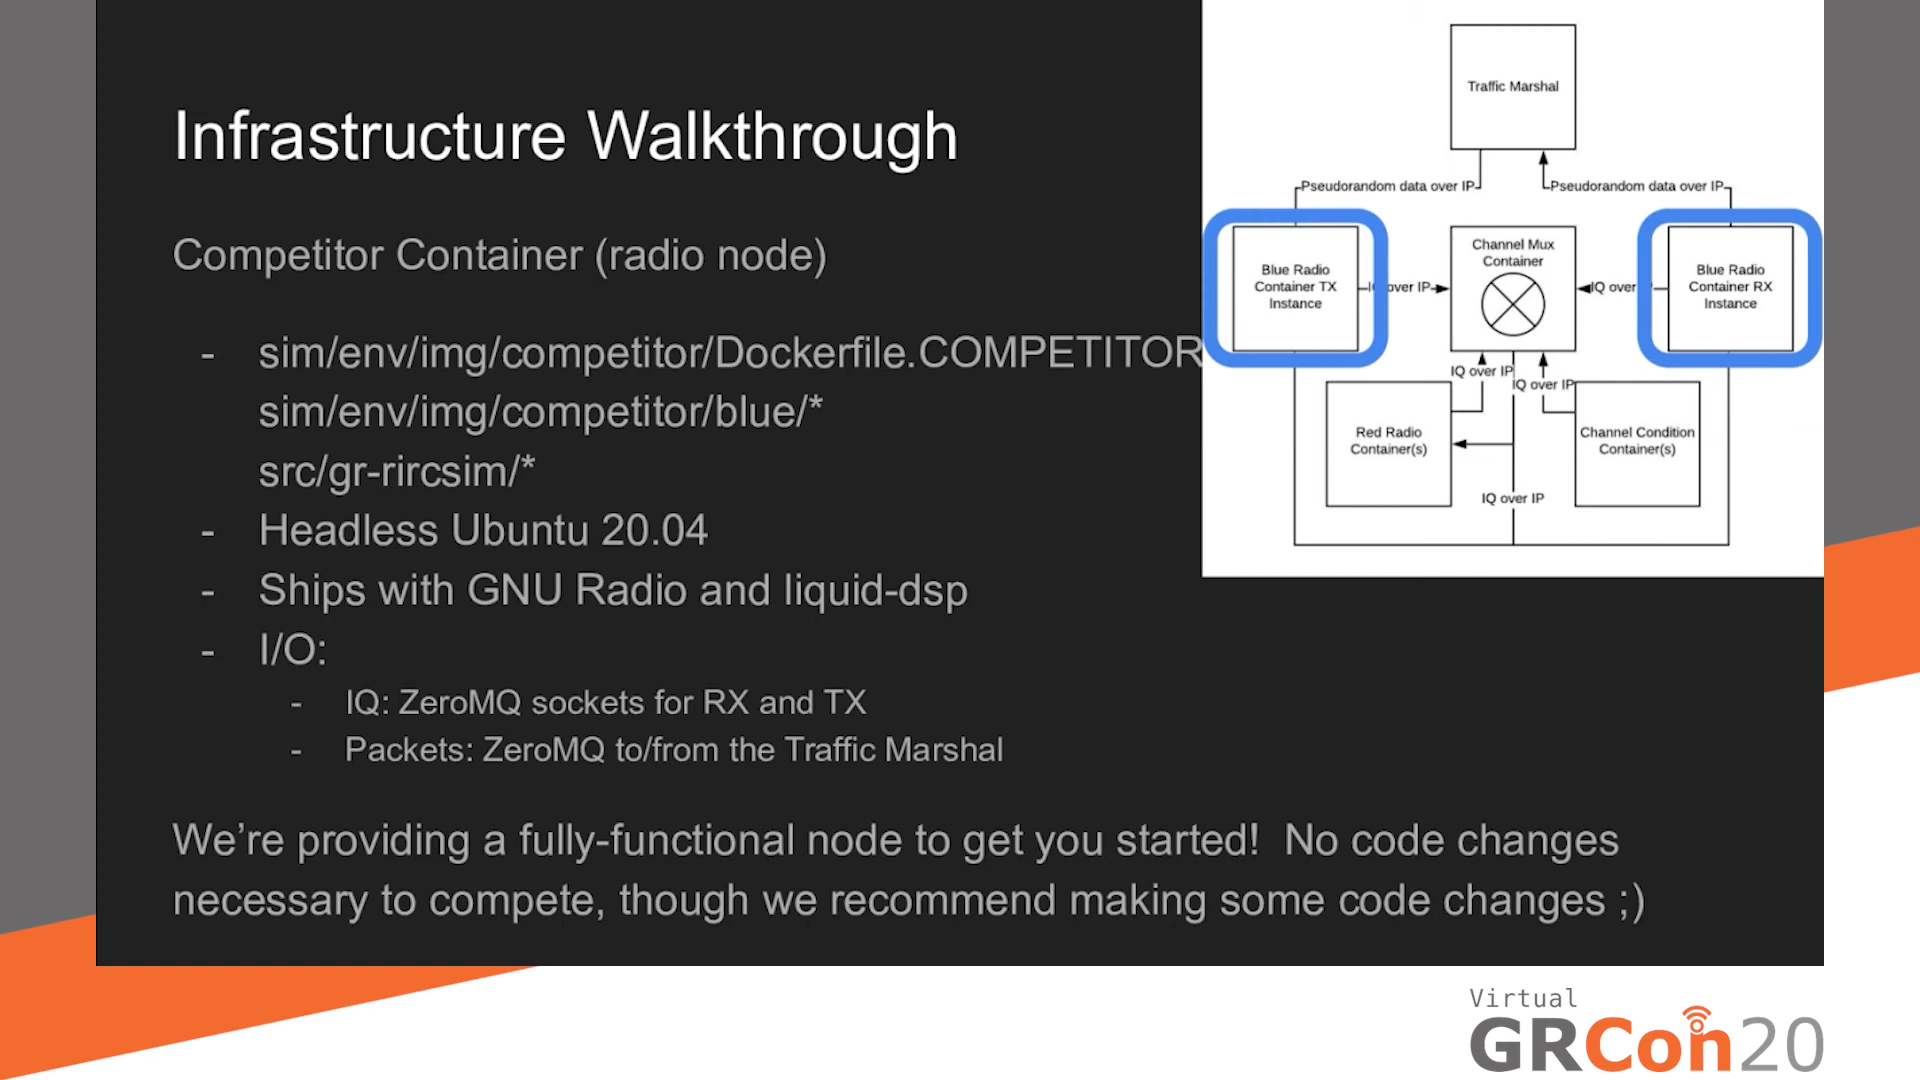 Infrastructure Walkthrough
Competitor Container (radio node)
- sim/env/img/competitor/Dockerfile.COMPETITOR
sim/env/img/competitor/blue/*
src/gr-rircsim/*
- Headless Ubuntu 20.04
- Ships with GNU Radio and liquid-dsp
- I/O:
- IQ: ZeroMQ sockets for RX and TX
- Packets: ZeroMQ to/from the Traffic Marshal
We’re providing a fully-functional node to get you started!  No code changes
necessary to compete, though we recommend making some code changes ;)
Traffic Marshal
Pseudorandom data over IP
Pseudorandom data over IP
Blue Radio
Container TX
Instance
IQ over IP
Channel Mux
Container
IQ over IP
Blue Radio
Container RX
Instance
IQ over IP
IQ over IP
Red Radio
Container(s)
Channel Condition
Container(s)
IQ over IP
Virtual
GRCon20